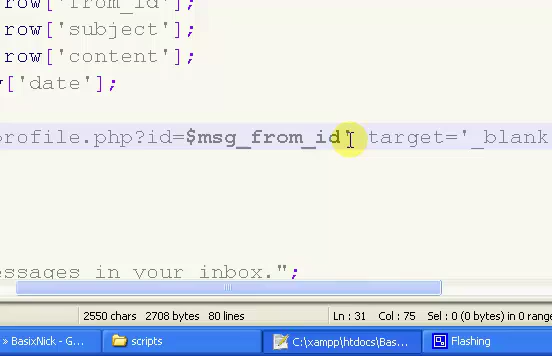 row['from_id'];
row['subject'];
row['content'];
['date'];
profile.php?id=$msg_from_id' target='_blank
essages in your inbox.";
2550 chars 2708 bytes 80 lines Ln : 31 Col : 75 Sel : 0 (0 bytes) in 0 range
BasixNick - G... scripts C:\xampp\htdocs\Bas... Flashing